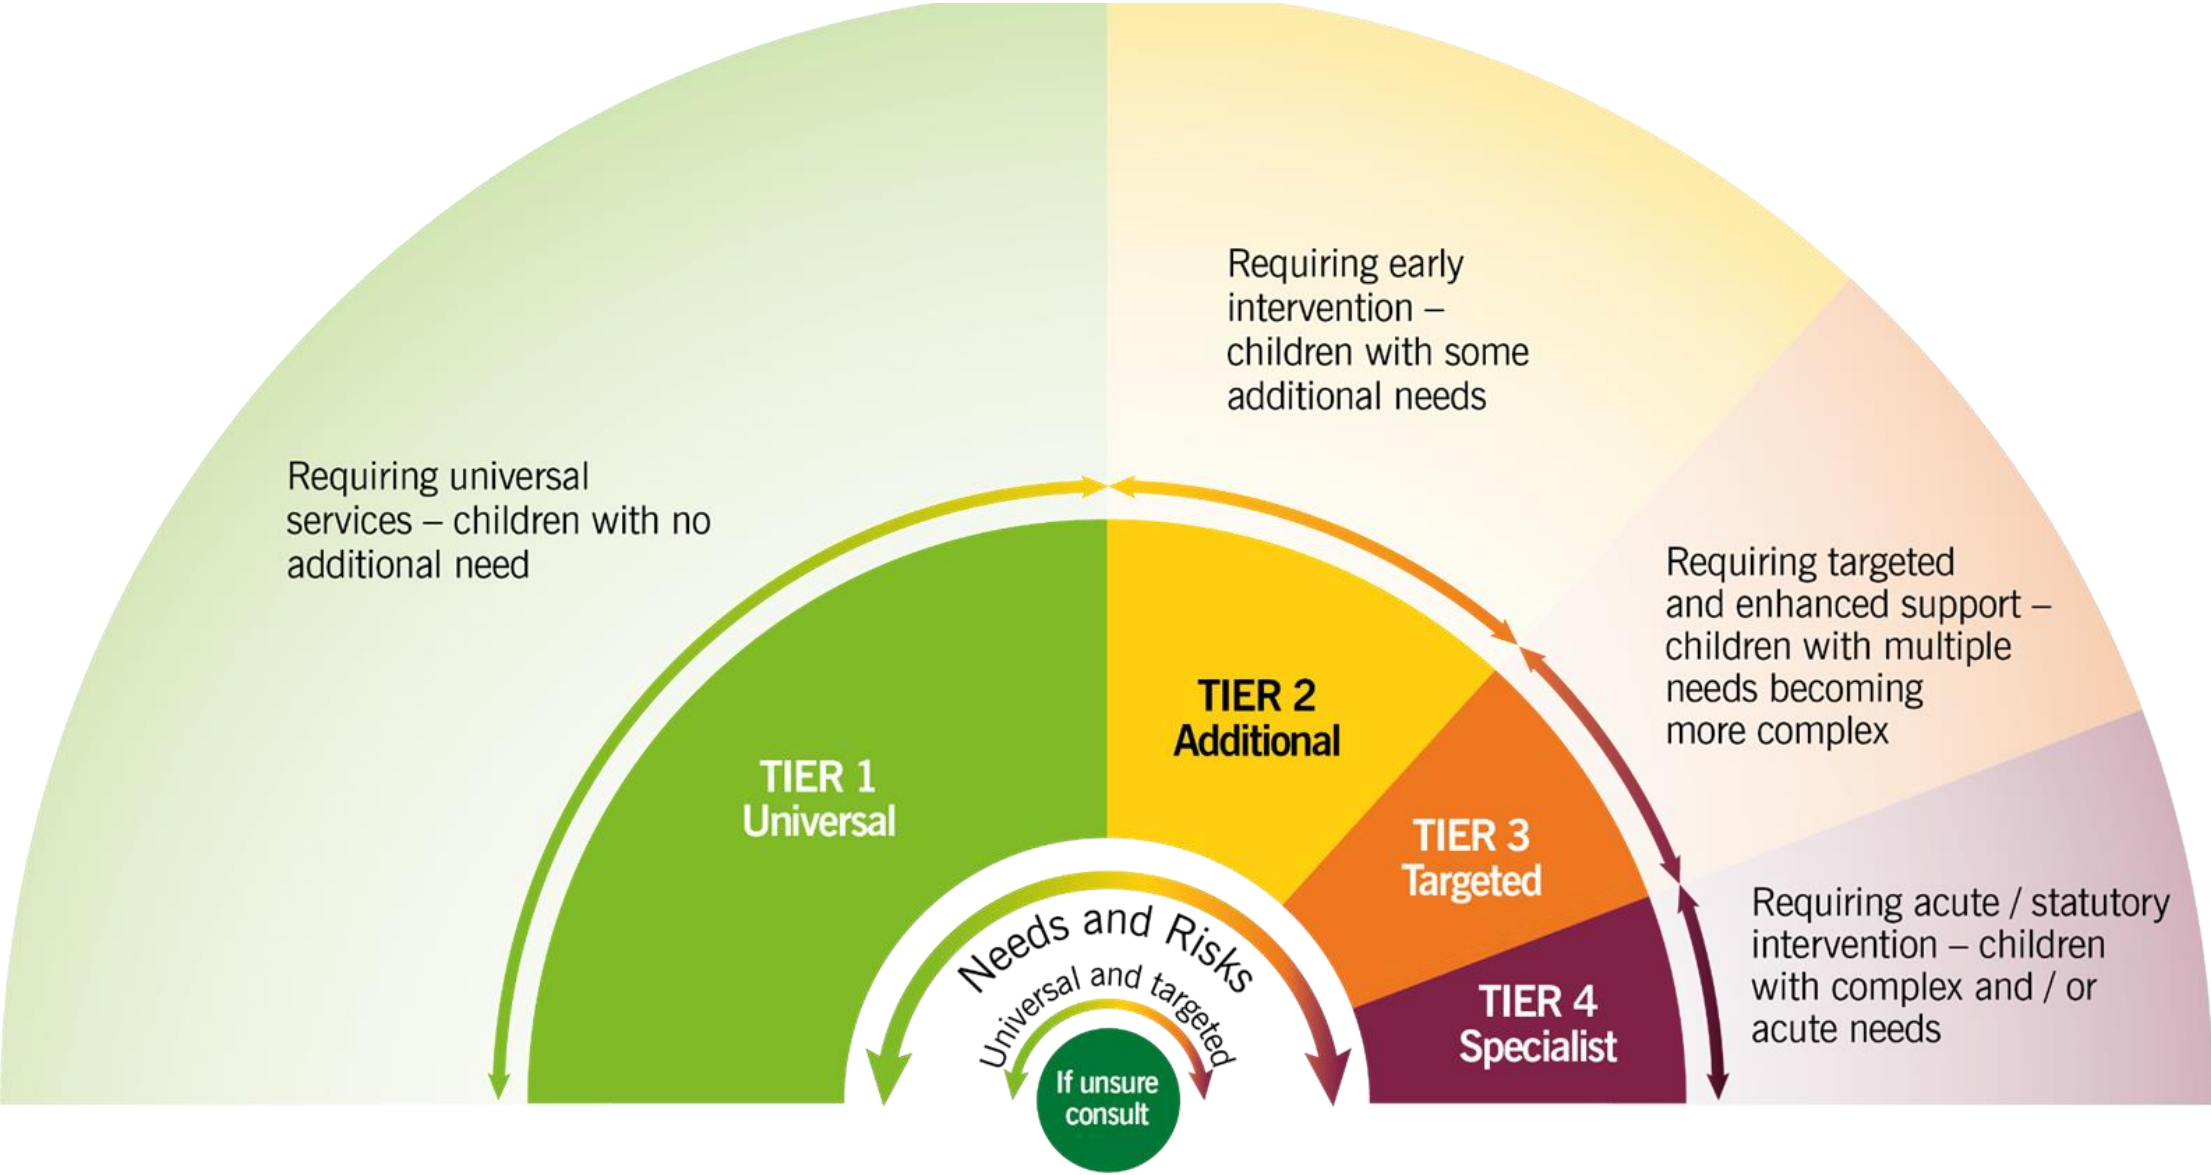 Requiring universal
services – children with no
additional need
Requiring early
intervention –
children with some
additional needs
Requiring targeted
and enhanced support –
children with multiple
needs becoming
more complex
Requiring acute / statutory
intervention – children
with complex and / or
acute needs
TIER 1
Universal
TIER 2
Additional
TIER 3
Targeted
TIER 4
Specialist
Needs and Risks
Universal and targeted
If unsure
consult